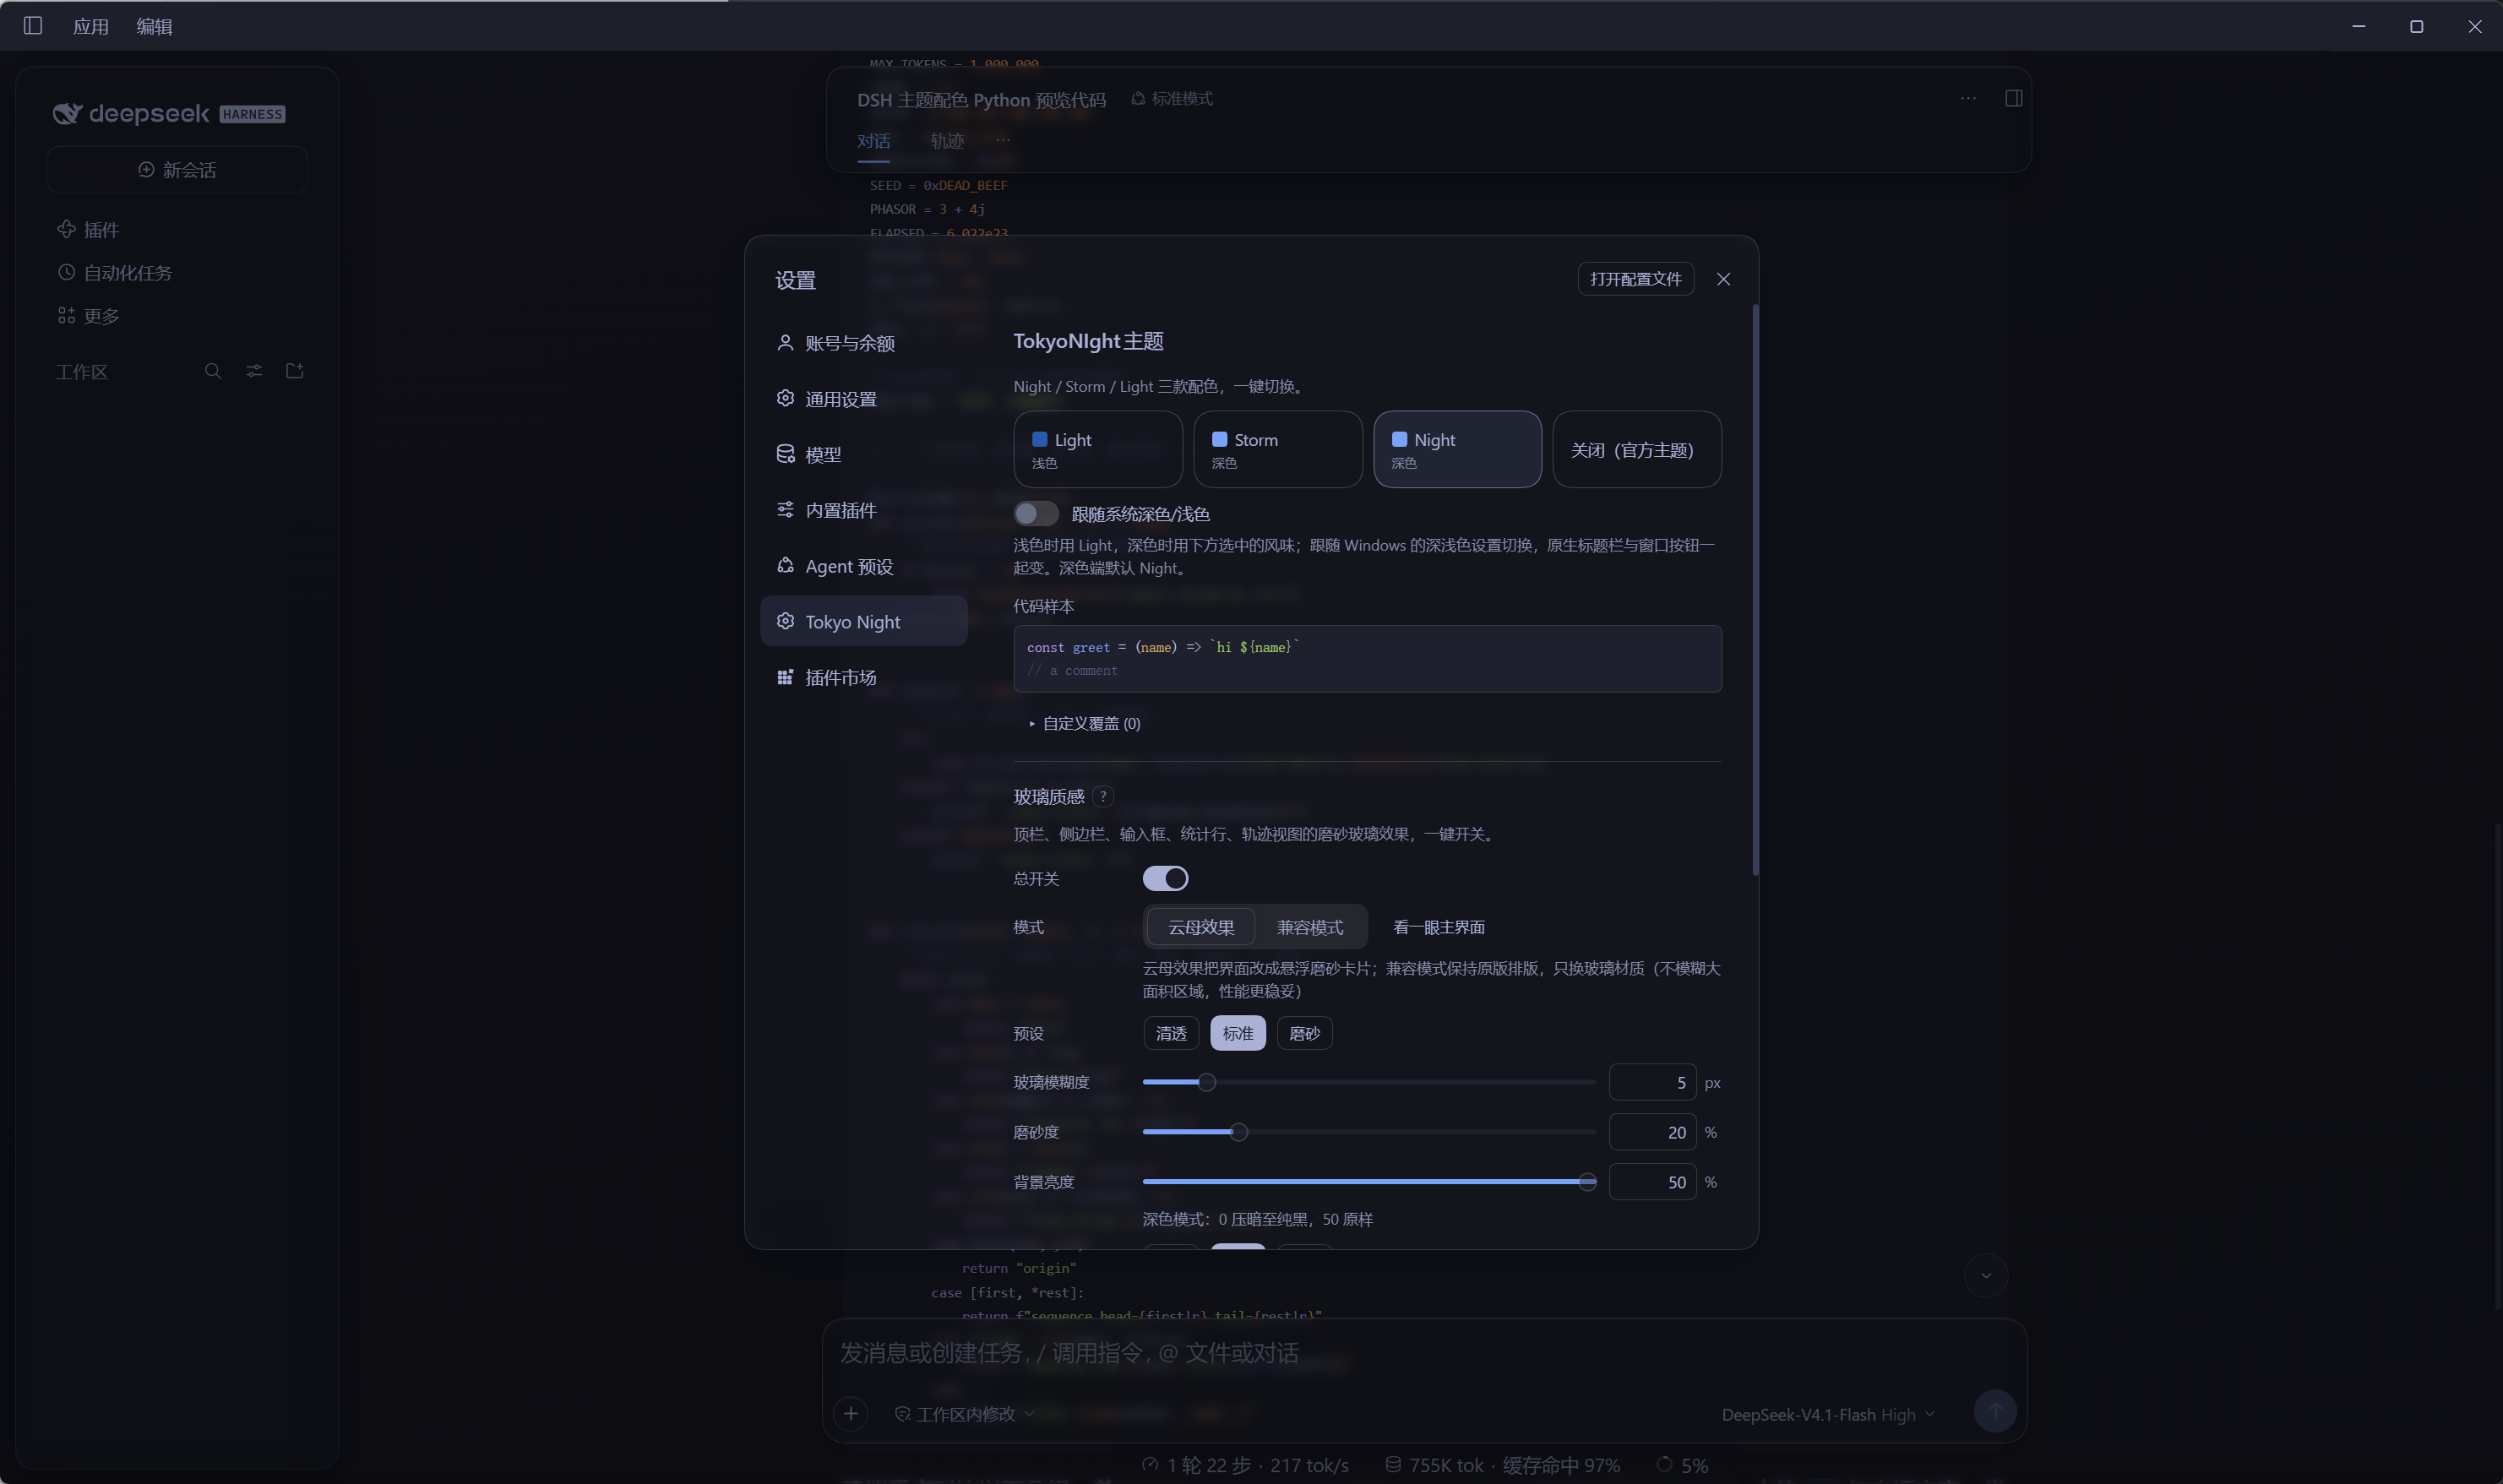 应用 编辑
deepseek HARNESS
新会话
插件
自动化任务
更多
工作区
MAX_TOKENS = 1_000_000
DSH 主题配色 Python 预览代码 标准模式
对话 轨迹 ...
SEED = 0xDEAD_BEEF
PHASOR = 3 + 4j
ELAPSED = 6.022e23
设置
打开配置文件
账号与余额
通用设置
模型
内置插件
Agent 预设
Tokyo Night
插件市场
TokyoNIght主题
Night / Storm / Light 三款配色，一键切换。
Light
浅色
Storm
深色
Night
深色
关闭（官方主题）
跟随系统深色/浅色
浅色时用 Light，深色时用下方选中的风味；跟随 Windows 的深浅色设置切换，原生标题栏与窗口按钮一
起变。深色端默认 Night。
代码样本
const greet = (name) => `hi ${name}`
// a comment
自定义覆盖 (0)
玻璃质感 ?
顶栏、侧边栏、输入框、统计行、轨迹视图的磨砂玻璃效果，一键开关。
总开关
模式 云母效果 兼容模式 看一眼主界面
云母效果把界面改成悬浮磨砂卡片；兼容模式保持原版排版，只换玻璃材质（不模糊大
面积区域，性能更稳妥）
预设 清透 标准 磨砂
玻璃模糊度 5 px
磨砂度 20 %
背景亮度 50 %
深色模式：0 压暗至纯黑，50 原样
return "origin"
case [first, *rest]:
return f"sequence head={first!r} tail={rest!r}"
发消息或创建任务, / 调用指令, @ 文件或对话
工作区内修改
DeepSeek-V4.1-Flash High
1 轮 22 步 · 217 tok/s 755K tok · 缓存命中 97% 5%